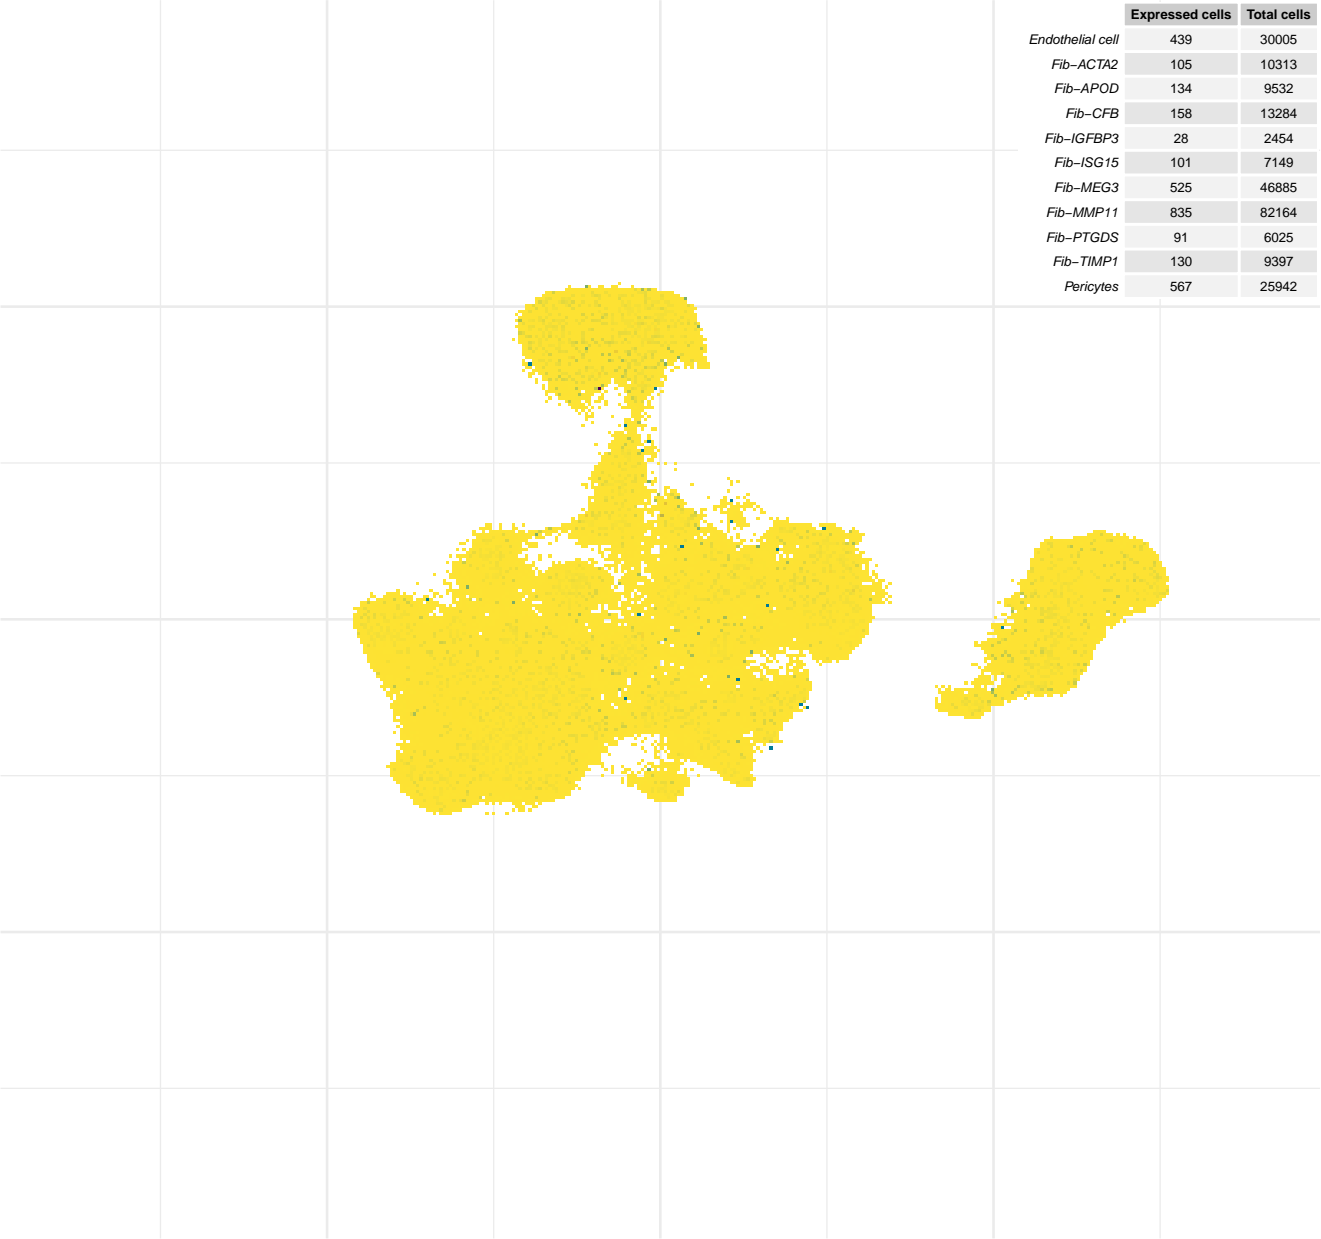 Expressed cells Total cells
Endothelial cell 439 30005
Fib−ACTA2 105 10313
Fib−APOD 134 9532
Fib−CFB 158 13284
Fib−IGFBP3 28 2454
Fib−ISG15 101 7149
Fib−MEG3 525 46885
Fib−MMP11 835 82164
Fib−PTGDS 91 6025
Fib−TIMP1 130 9397
Pericytes 567 25942